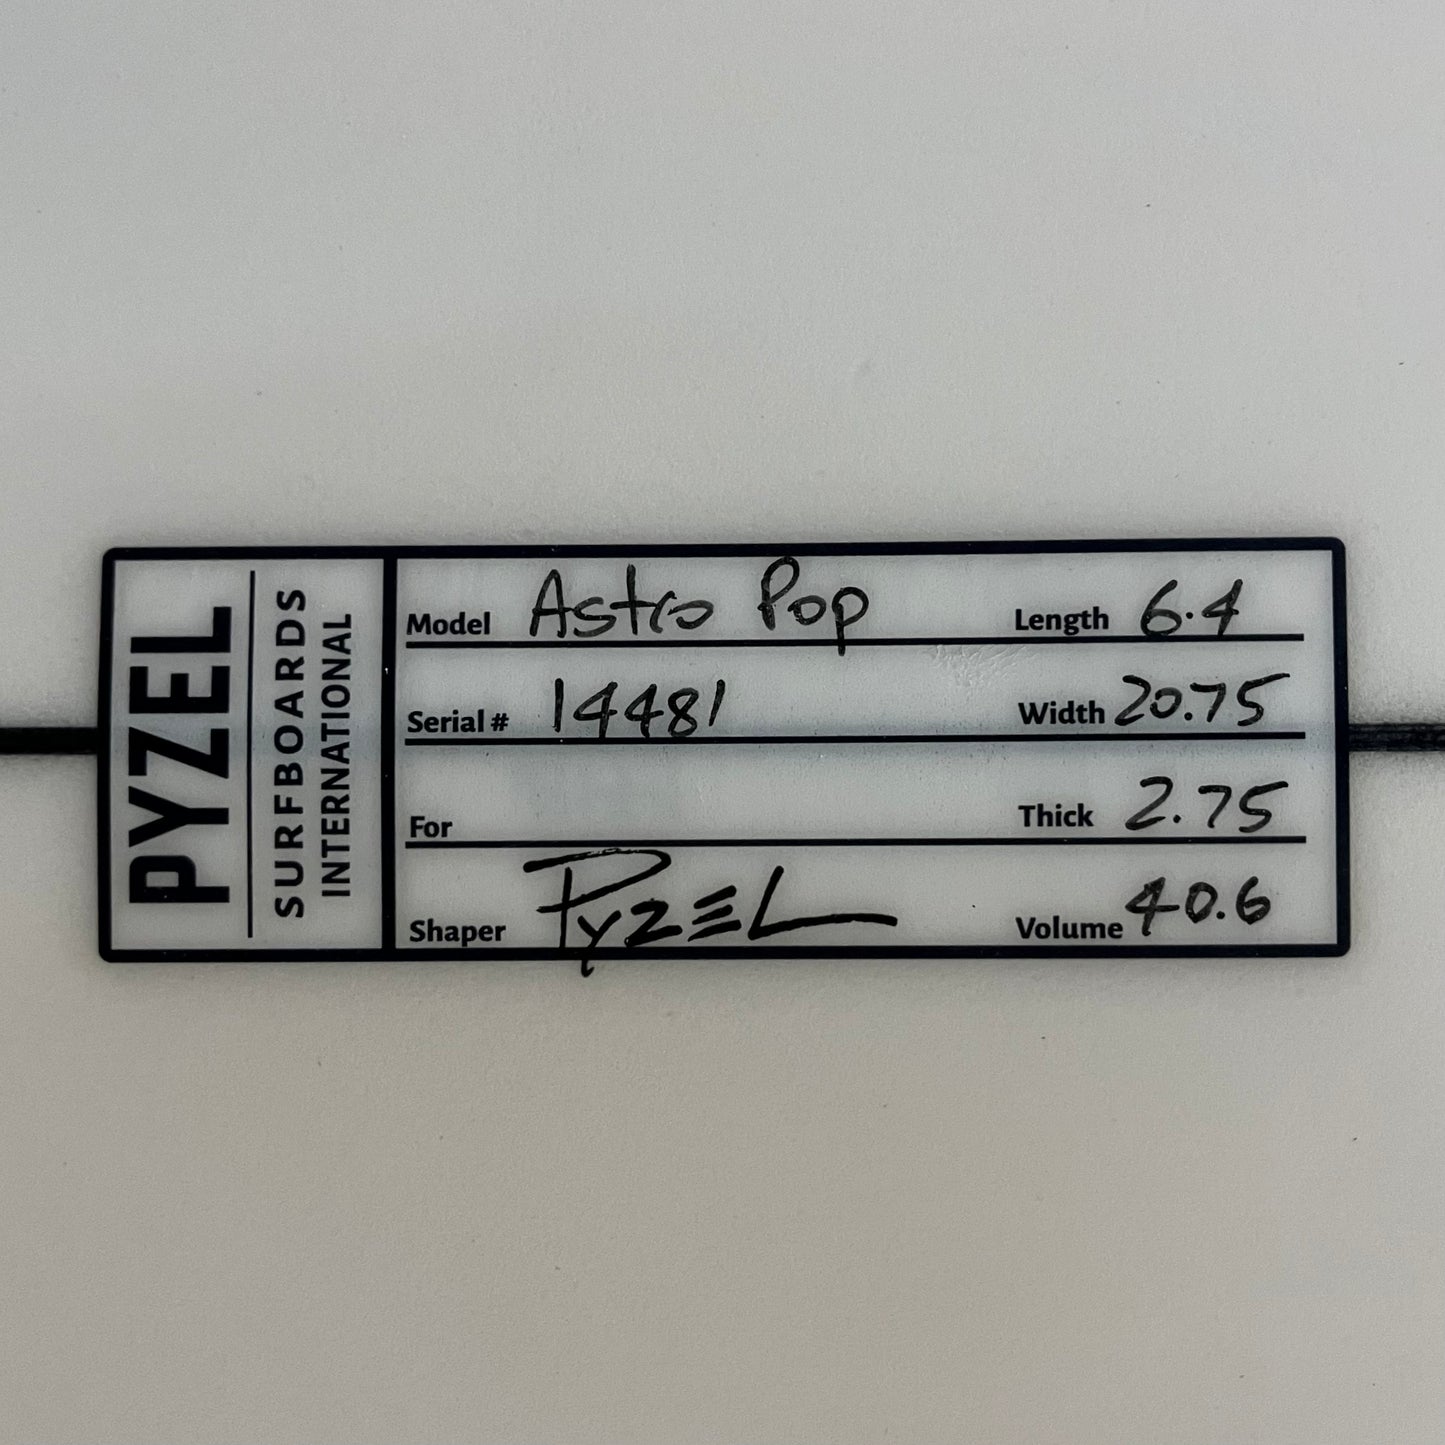 PYZEL
SURFBOARDS
INTERNATIONAL
Model Astro Pop
Length 6.4
Serial # 14481
Width 20.75
For
Thick 2.75
Shaper PYZEL
Volume 40.6